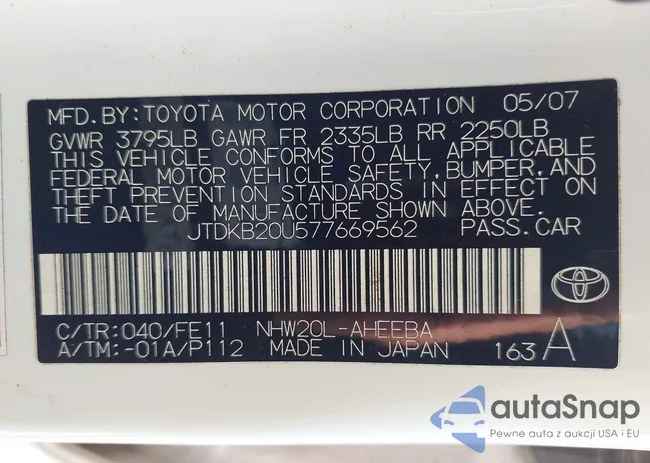 MFD.BY:TOYOTA MOTOR CORPORATION 05/07
GVWR 3795LB GAWR FR 2335LB RR 2250LB
THIS VEHICLE CONFORMS TO ALL APPLICABLE
FEDERAL MOTOR VEHICLE SAFETY,BUMPER,AND
THEFT PREVENTION STANDARDS IN EFFECT ON
THE DATE OF MANUFACTURE SHOWN ABOVE.
JTDKB20U577669562 PASS.CAR
C/TR:040/FE11 NHW20L-AHEEBA
A/TM:-01A/P112 MADE IN JAPAN 163 A
autaSnap
Pewne auta z aukcji USA i EU